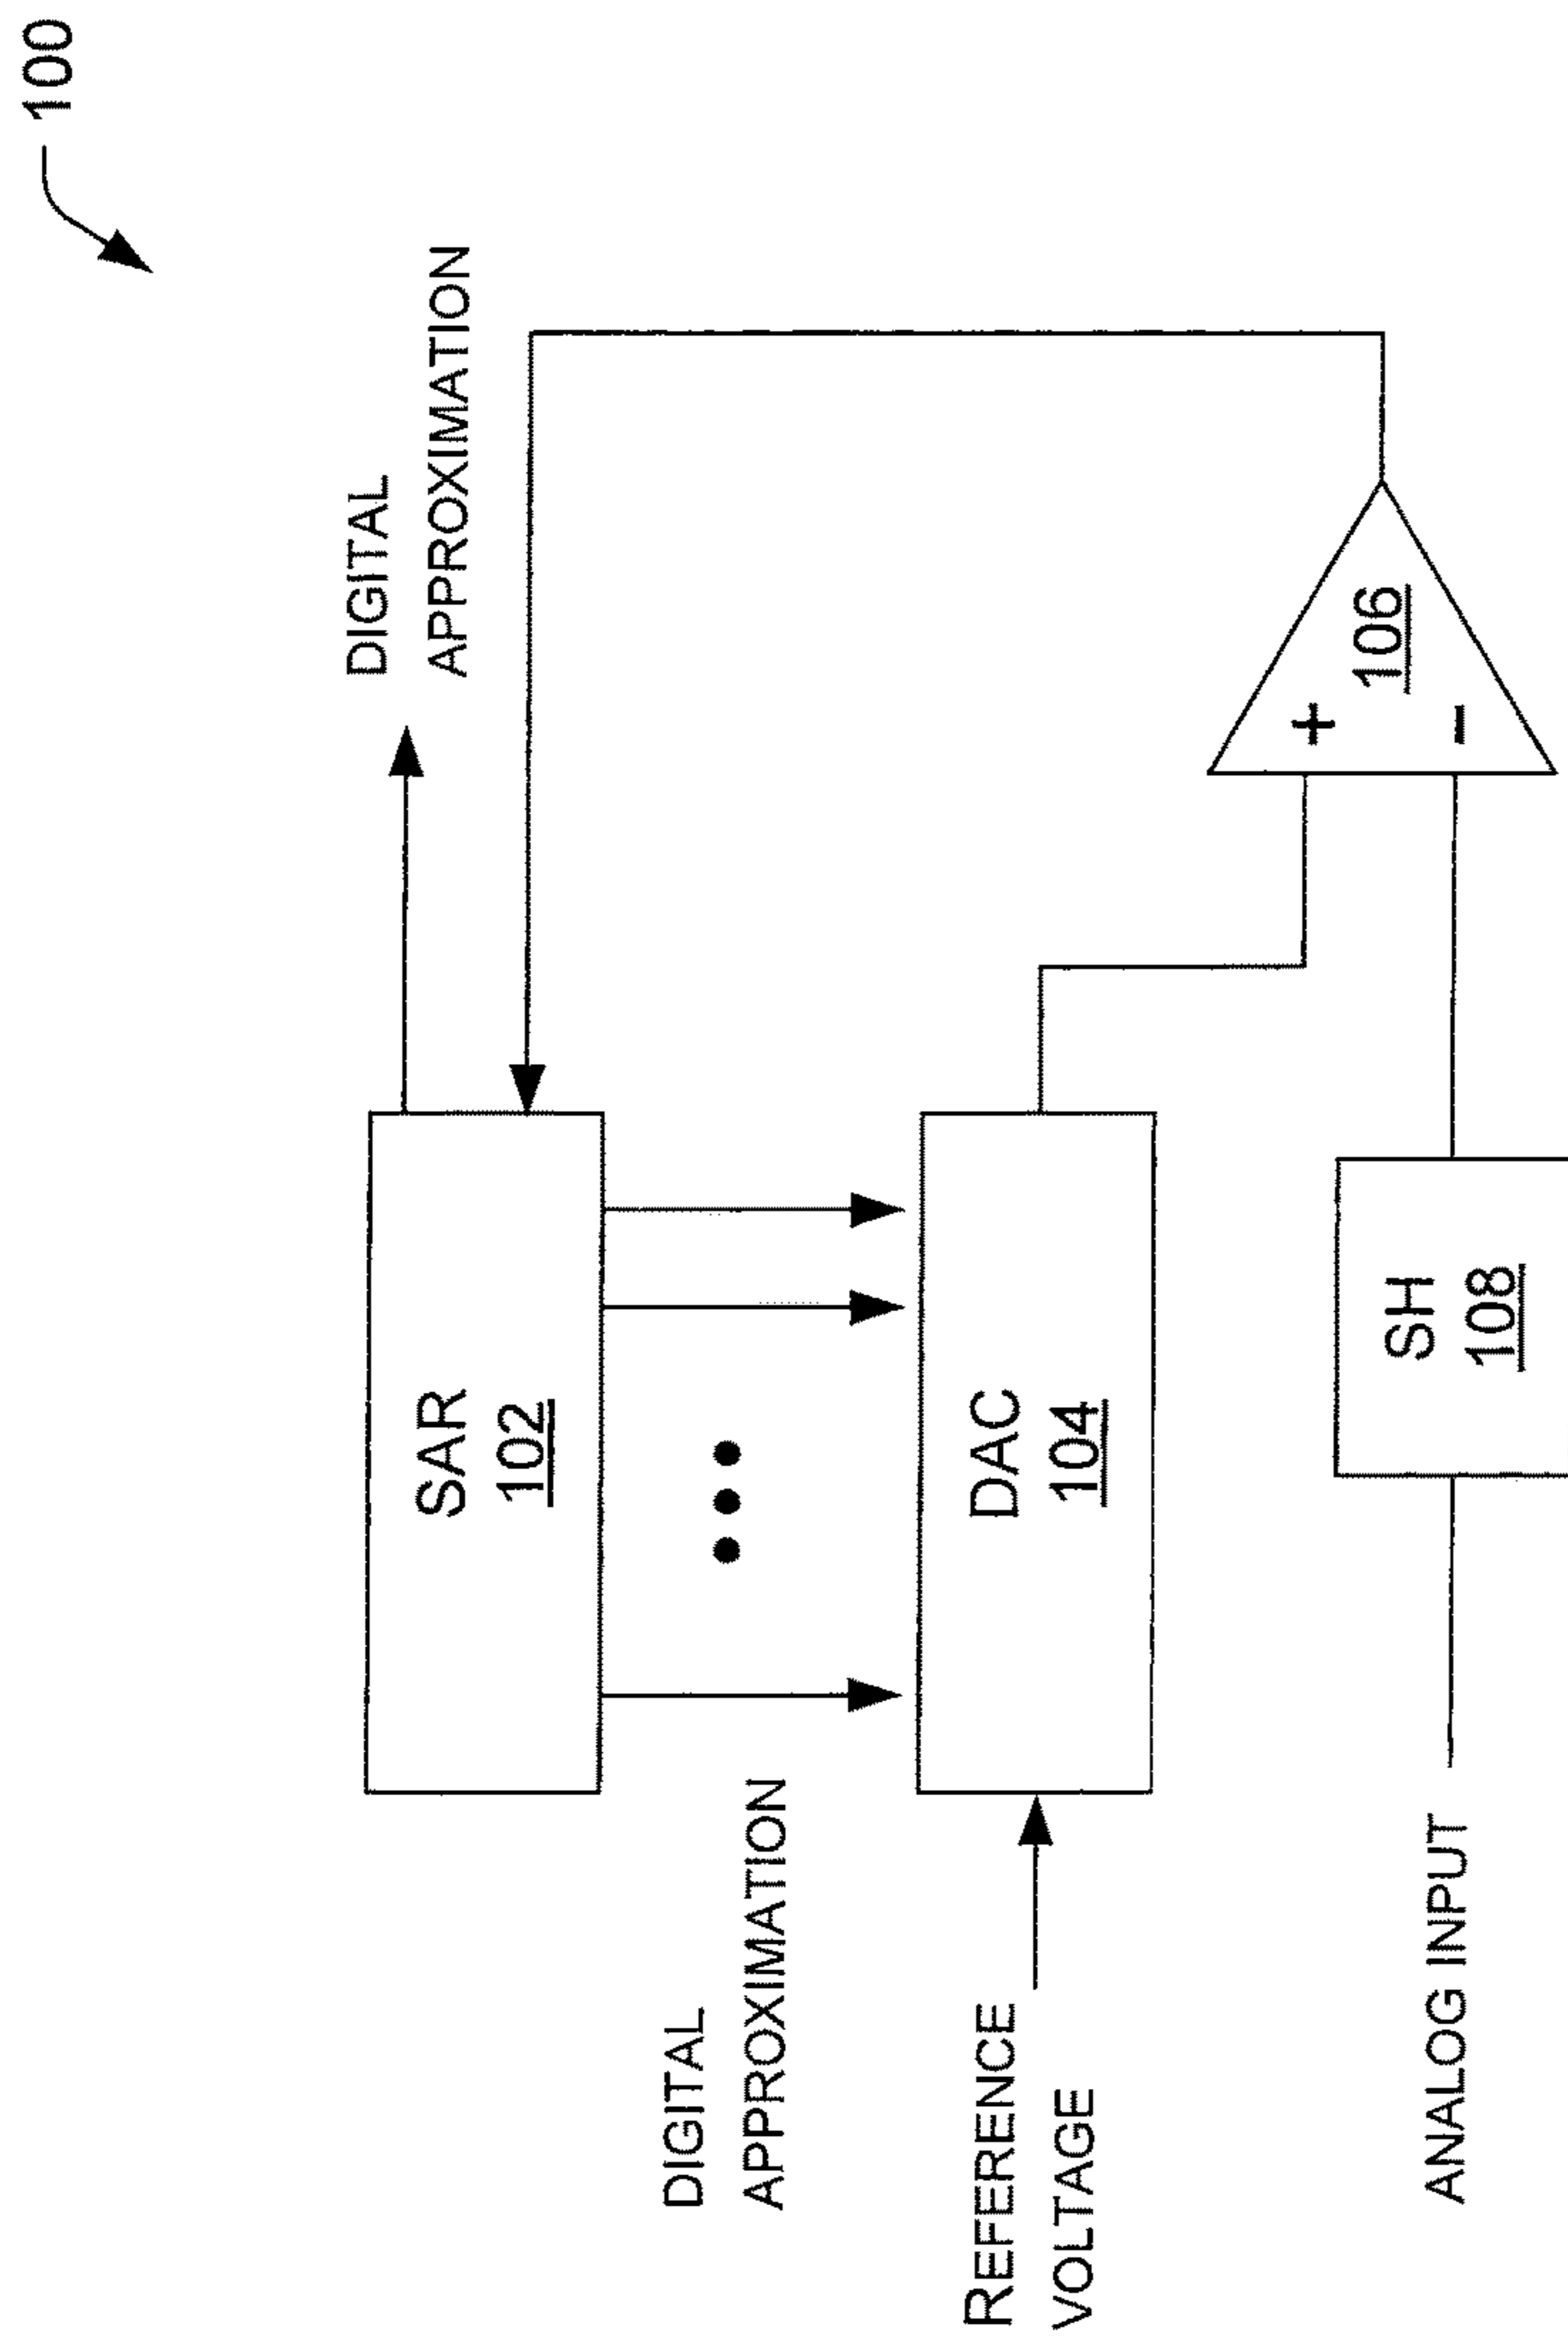 100
DIGITAL
APPROXIMATION
SAR
102
DIGITAL
APPROXIMATION
DAC
104
REFERENCE
VOLTAGE
+
106
–
SH
108
ANALOG INPUT